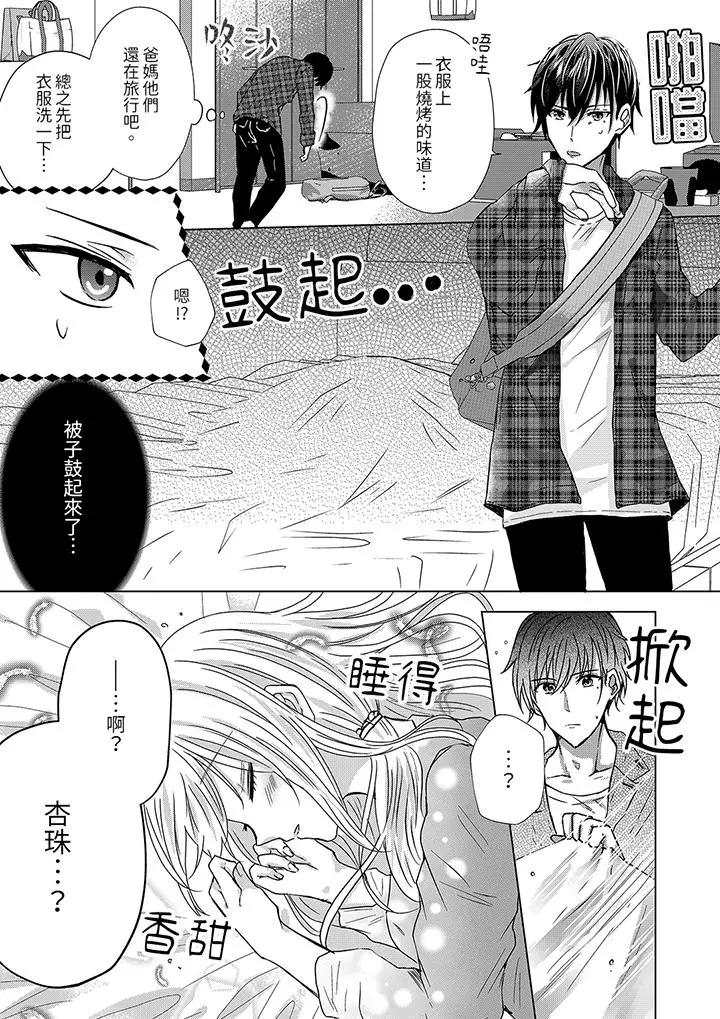 啪噹
唔哇
衣服上
一股燒烤的味道…
咚沙
爸媽他們
還在旅行吧。
總之先把
衣服洗一下…
嗯!?
鼓起…
被子鼓起來了…
掀起
…？
睡得
香甜
——…啊？
杏珠…？